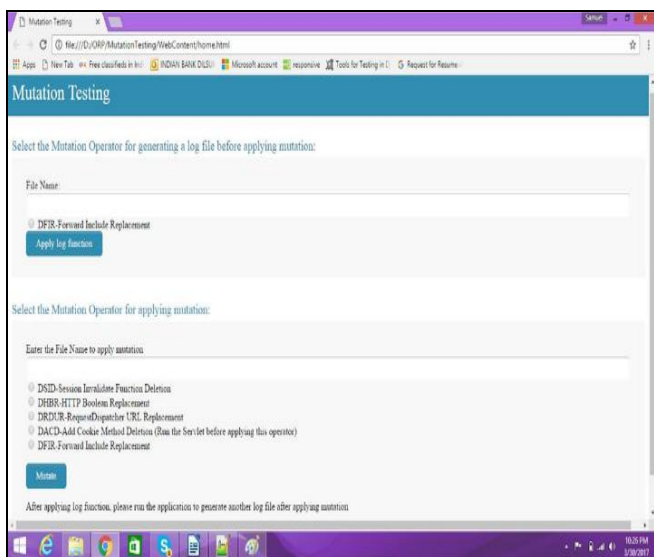 Mutation Testing
Samuel
file:///D:/ORP/MutationTesting/WebContent/home.html
Apps New Tab Free classifieds in Ind INDIAN BANK DILSU Microsoft account responsive Tools for Testing in D Request for Resume
Mutation Testing
Select the Mutation Operator for generating a log file before applying mutation:
File Name:
DFIR-Forward Include Replacement
Apply log function
Select the Mutation Operator for applying mutation:
Enter the File Name to apply mutation
DSID-Session Invalidate Function Deletion
DHBR-HTTP Boolean Replacement
DRDUR-RequestDispatcher URL Replacement
DACD-Add Cookie Method Deletion (Run the Servlet before applying this operator)
DFIR-Forward Include Replacement
Mutate
After applying log function, please run the application to generate another log file after applying mutation
10:26 PM
3/30/2017